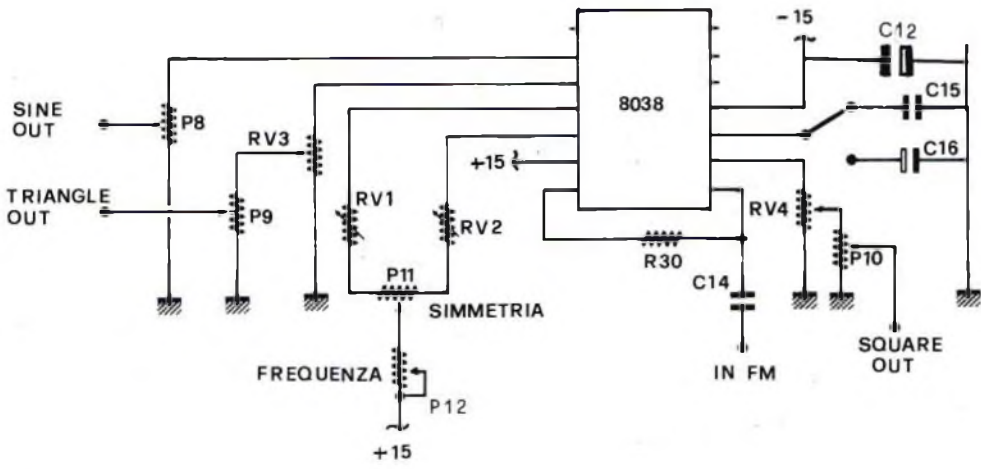 -15
C12
8038
C15
SINE
OUT
P8
RV3
+15
C16
TRIANGLE
OUT
P9
RV1
RV2
RV4
P10
R30
P11
C14
SIMMETRIA
SQUARE
OUT
FREQUENZA
IN FM
P12
+15